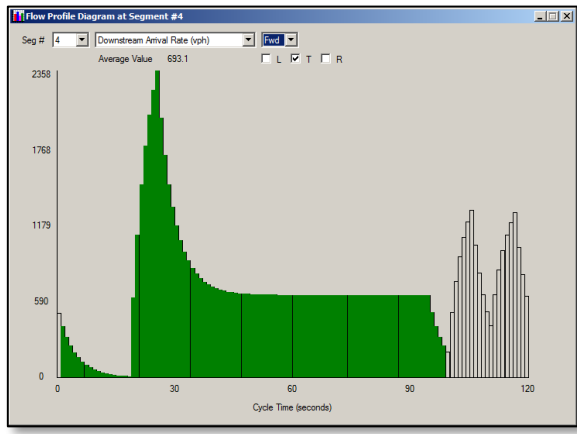 Flow Profile Diagram at Segment #4
Seg # 4 Downstream Arrival Rate (vph) Fwd
Average Value 693.1 L T R
2358
1768
1179
590
0
0 30 60 90 120
Cycle Time (seconds)